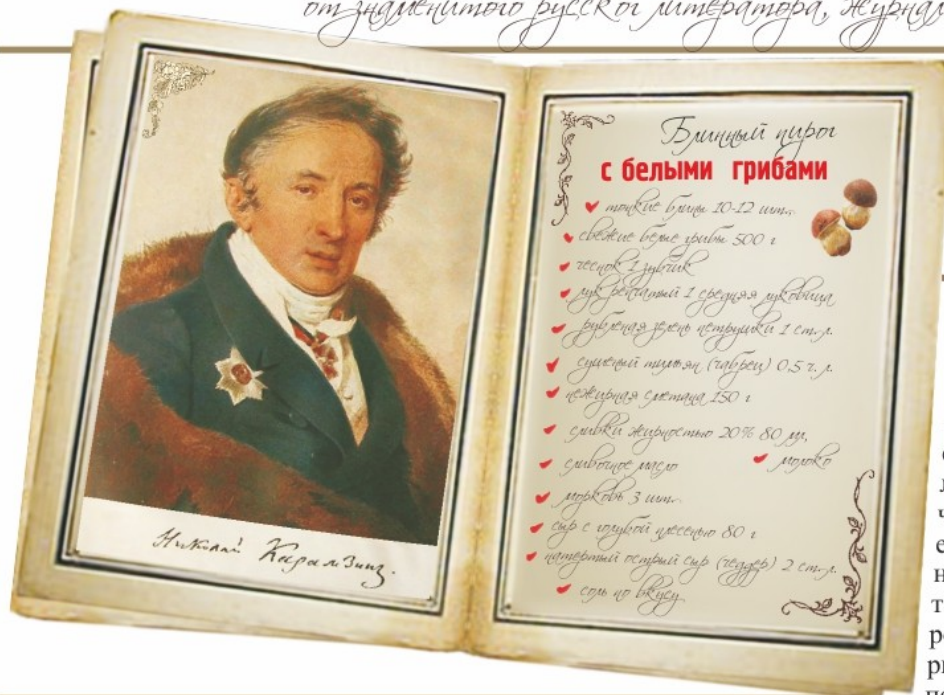 от знаменитого русског литератора, журнал
Блинный пирог
с белыми грибами
тонкие блины 10-12 шт..
свежие белые грибы 500 г
чеснок 1 зубчик
лук репчатый 1 средняя луковица
рубленая зелень петрушки 1 ст.л.
сушеный тимьян (чабрец) 0,5 ч. л.
нежирная сметана 150 г
сливки жирностью 20% 80 мл,
сливочное масло молоко
морковь 3 шт..
сыр с голубой плесенью 80 г
натертый острый сыр (чеддер) 2 ст.л.
соль по вкусу
Николай Карамзинъ.